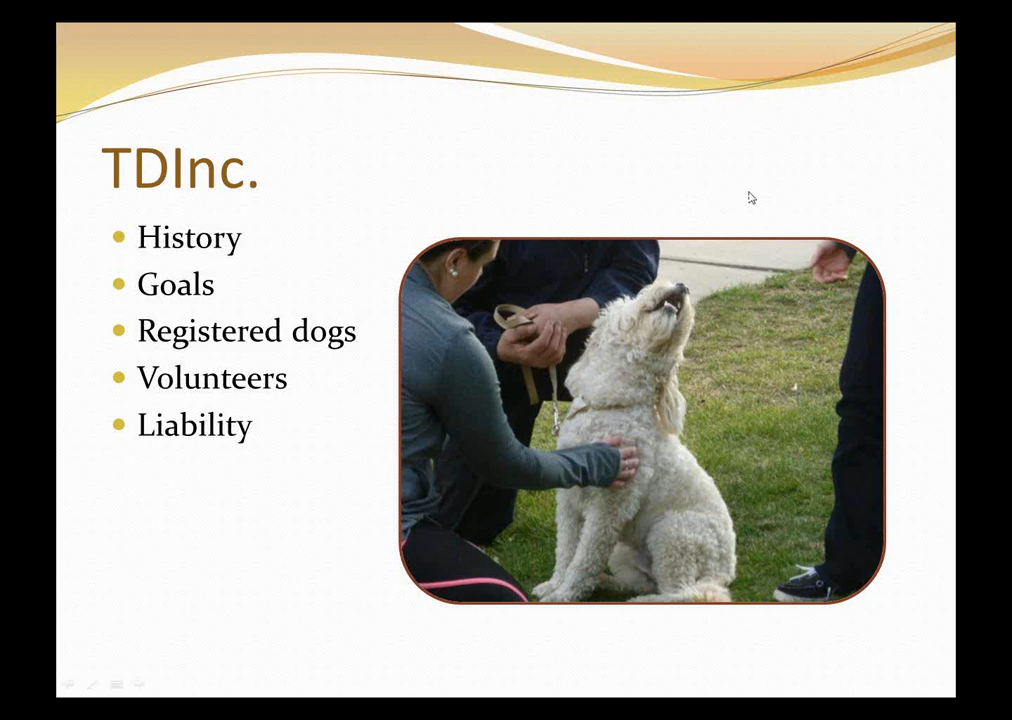 TDInc.
History
Goals
Registered dogs
Volunteers
Liability